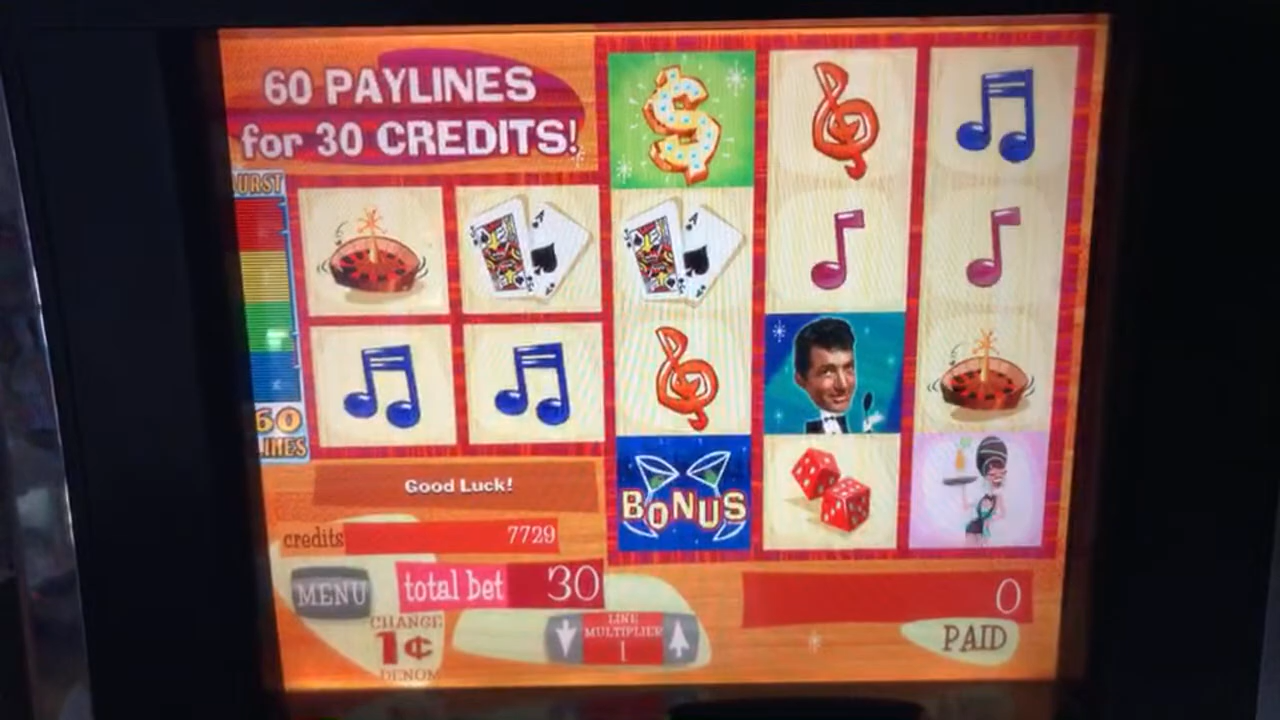 60 PAYLINES
for 30 CREDITS!
URST
60
LINES
BONUS
Good Luck!
credits 7729
MENU
total bet 30
0
CHANGE
1¢
DENOM
LINE
MULTIPLIER
1
PAID